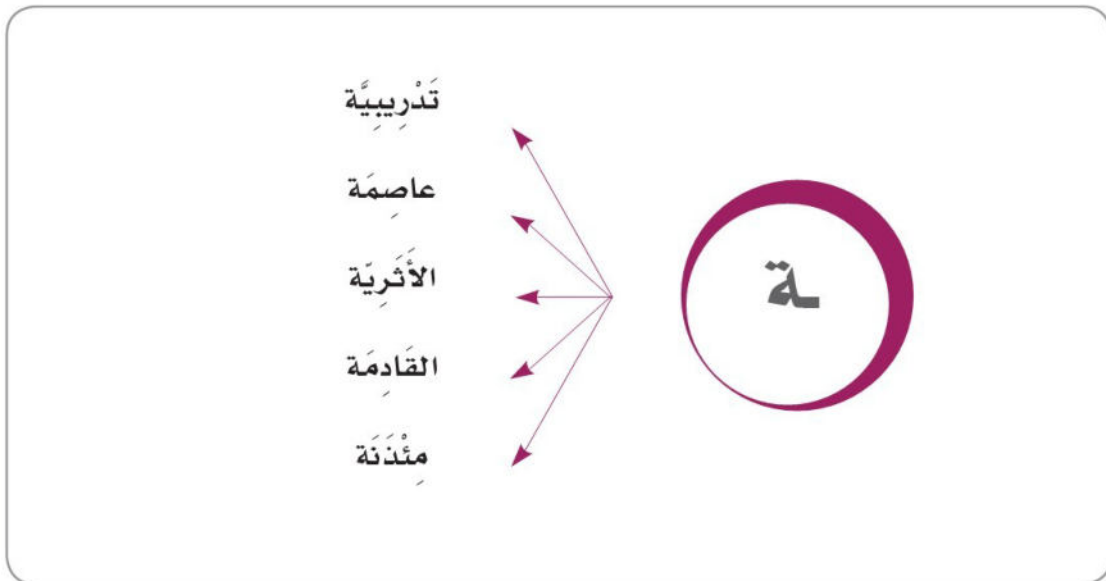 ـة
تَدْرِيبِيَّة
عاصِمَة
الأَثَرِيّة
القَادِمَة
مِئْذَنَة